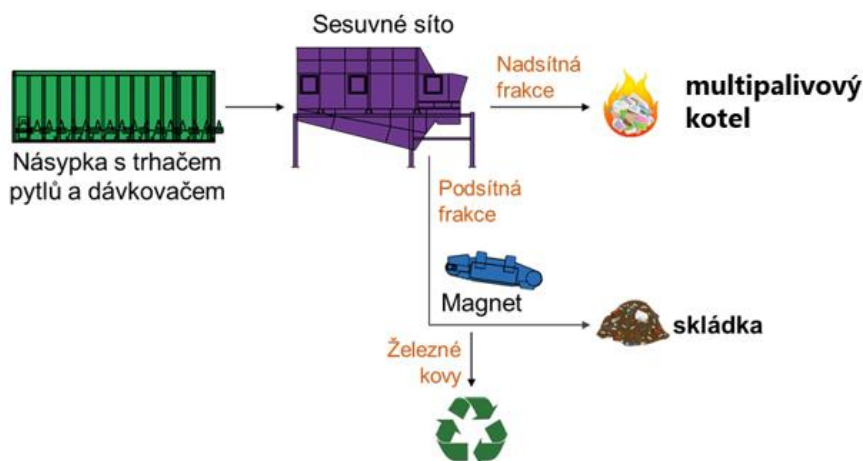 Sesuvné síto
Nadsítná
frakce
multipalivový
kotel
Násypka s trhačem
pytlů a dávkovačem
Podsítná
frakce
Magnet
skládka
Železné
kovy